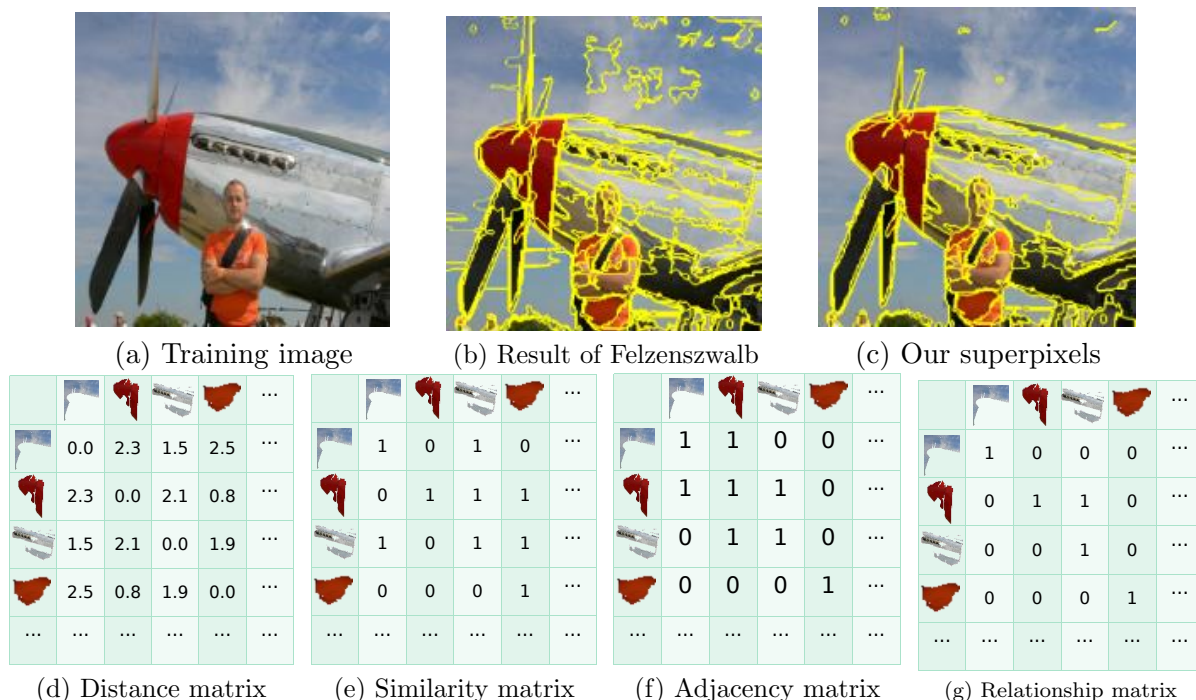 (a) Training image
(b) Result of Felzenszwalb
(c) Our superpixels
...
0.0 2.3 1.5 2.5 ...
2.3 0.0 2.1 0.8 ...
1.5 2.1 0.0 1.9 ...
2.5 0.8 1.9 0.0 ...
... ... ... ... ... ...
(d) Distance matrix
...
1 0 1 0 ...
0 1 1 1 ...
1 0 1 1 ...
0 0 0 1 ...
... ... ... ... ... ...
(e) Similarity matrix
...
1 1 0 0 ...
1 1 1 0 ...
0 1 1 0 ...
0 0 0 1 ...
... ... ... ... ... ...
(f) Adjacency matrix
...
1 0 0 0 ...
0 1 1 0 ...
0 0 1 0 ...
0 0 0 1 ...
... ... ... ... ... ...
(g) Relationship matrix